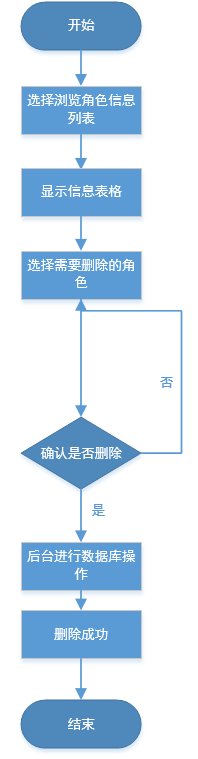 开始
选择浏览角色信息
列表
显示信息表格
选择需要删除的角
色
否
确认是否删除
是
后台进行数据库操
作
删除成功
结束